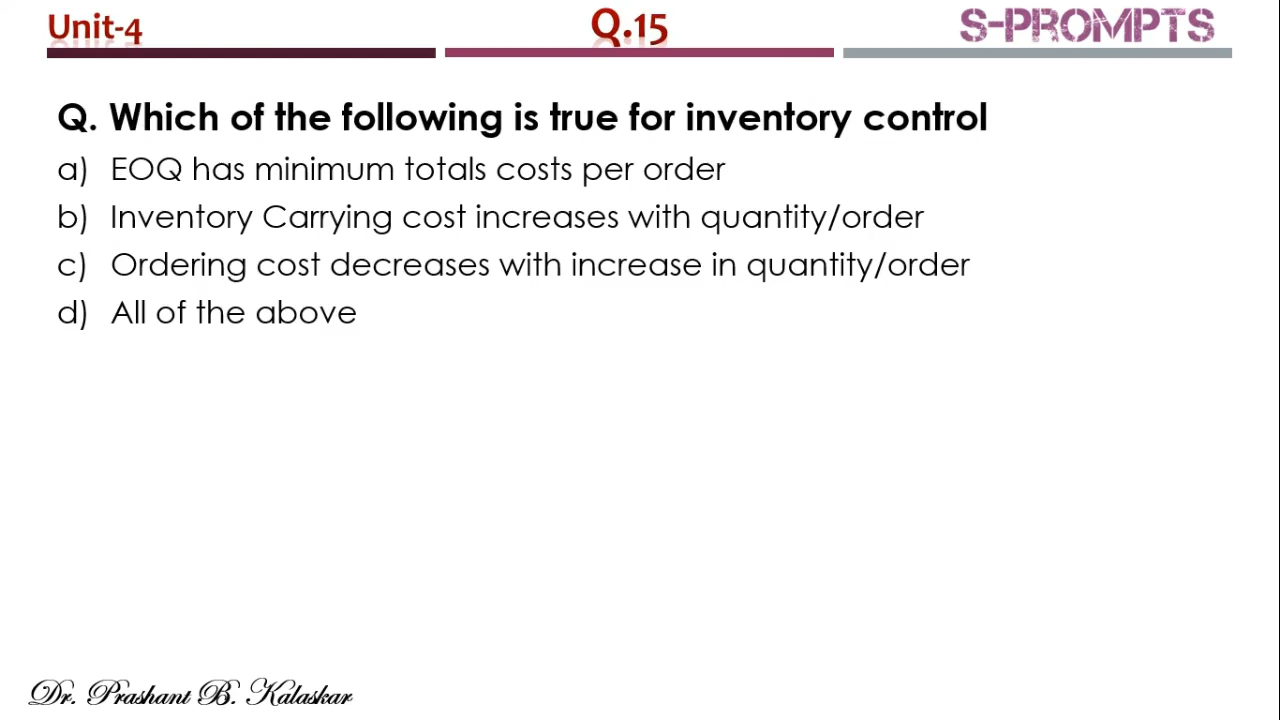 Unit-4
Q.15
S-PROMPTS
Q. Which of the following is true for inventory control
a) EOQ has minimum totals costs per order
b) Inventory Carrying cost increases with quantity/order
c) Ordering cost decreases with increase in quantity/order
d) All of the above
Dr. Prashant B. Kalaskar